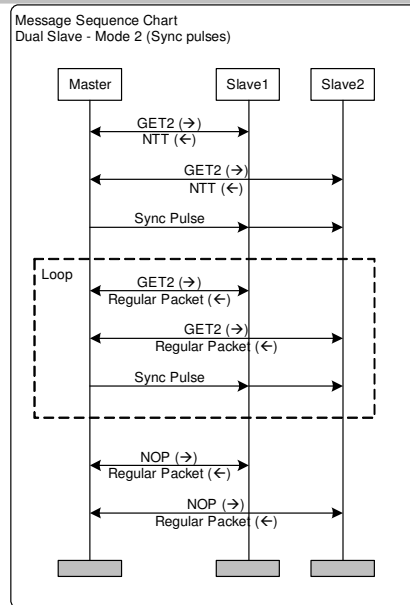 Message Sequence Chart
Dual Slave - Mode 2 (Sync pulses)
Master
Slave1
Slave2
GET2 (→)
NTT (←)
GET2 (→)
NTT (←)
Sync Pulse
Loop
GET2 (→)
Regular Packet (←)
GET2 (→)
Regular Packet (←)
Sync Pulse
NOP (→)
Regular Packet (←)
NOP (→)
Regular Packet (←)